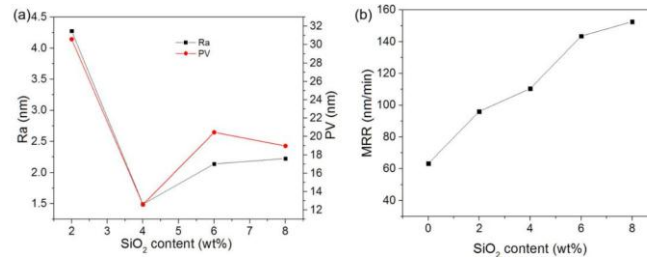 (a)
4.5
4.0
3.5
3.0
2.5
2.0
1.5
Ra (nm)
Ra
PV
32
30
28
26
24
22
20
18
16
14
12
PV (nm)
2 3 4 5 6 7 8
SiO2 content (wt%)
(b)
160
140
120
100
80
60
40
MRR (nm/min)
0 2 4 6 8
SiO2 content (wt%)